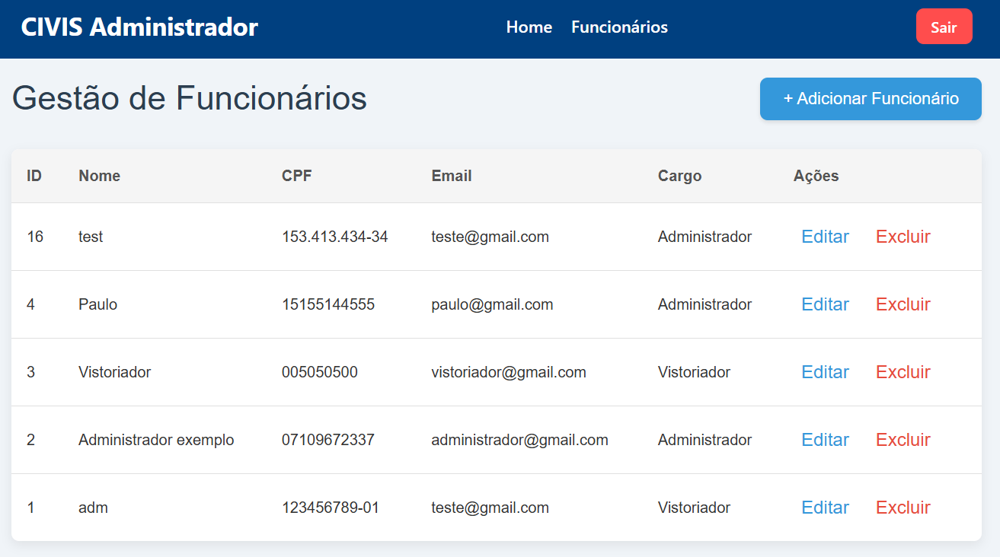 CIVIS Administrador Home Funcionários Sair
Gestão de Funcionários + Adicionar Funcionário
ID Nome CPF Email Cargo Ações
16 test 153.413.434-34 teste@gmail.com Administrador Editar Excluir
4 Paulo 15155144555 paulo@gmail.com Administrador Editar Excluir
3 Vistoriador 005050500 vistoriador@gmail.com Vistoriador Editar Excluir
2 Administrador exemplo 07109672337 administrador@gmail.com Administrador Editar Excluir
1 adm 123456789-01 teste@gmail.com Vistoriador Editar Excluir